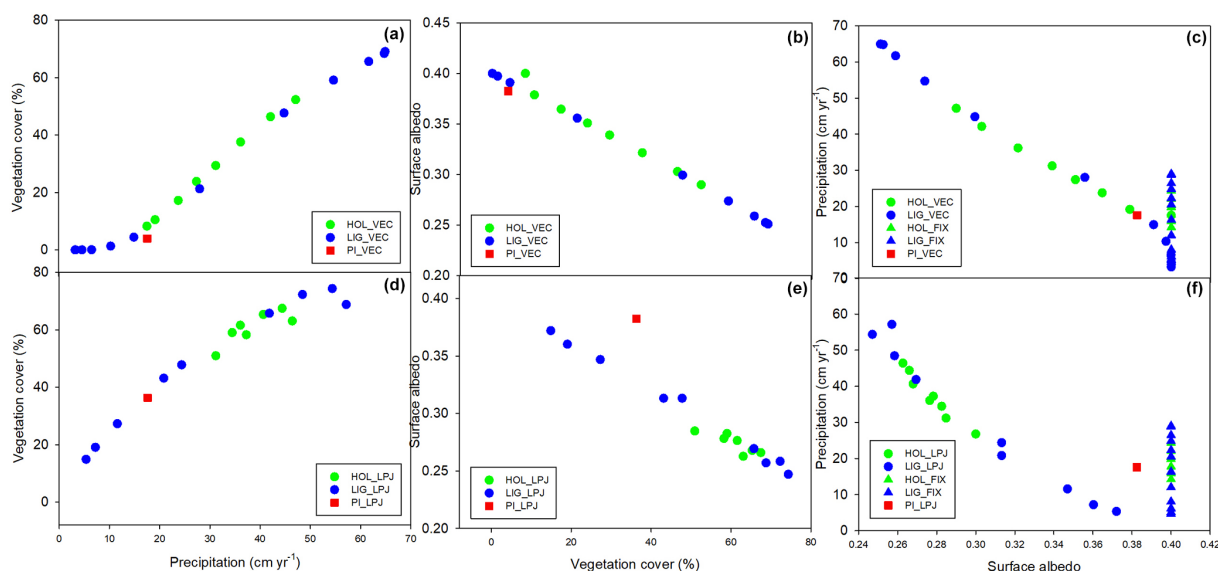 (a)
Vegetation cover (%)
80
60
40
20
0
HOL_VEC
LIG_VEC
PI_VEC
(b)
Surface albedo
0.45
0.40
0.35
0.30
0.25
0.20
HOL_VEC
LIG_VEC
PI_VEC
(c)
Precipitation (cm yr-1)
70
60
50
40
30
20
10
0
HOL_VEC
LIG_VEC
HOL_FIX
LIG_FIX
PI_VEC
(d)
Vegetation cover (%)
80
60
40
20
0
HOL_LPJ
LIG_LPJ
PI_LPJ
0 10 20 30 40 50 60 70
Precipitation (cm yr-1)
(e)
Surface albedo
0.40
0.35
0.30
0.25
0.20
HOL_LPJ
LIG_LPJ
PI_LPJ
0 20 40 60 80
Vegetation cover (%)
(f)
Precipitation (cm yr-1)
70
60
50
40
30
20
10
0
HOL_LPJ
LIG_LPJ
HOL_FIX
LIG_FIX
PI_LPJ
0.24 0.26 0.28 0.30 0.32 0.34 0.36 0.38 0.40 0.42
Surface albedo